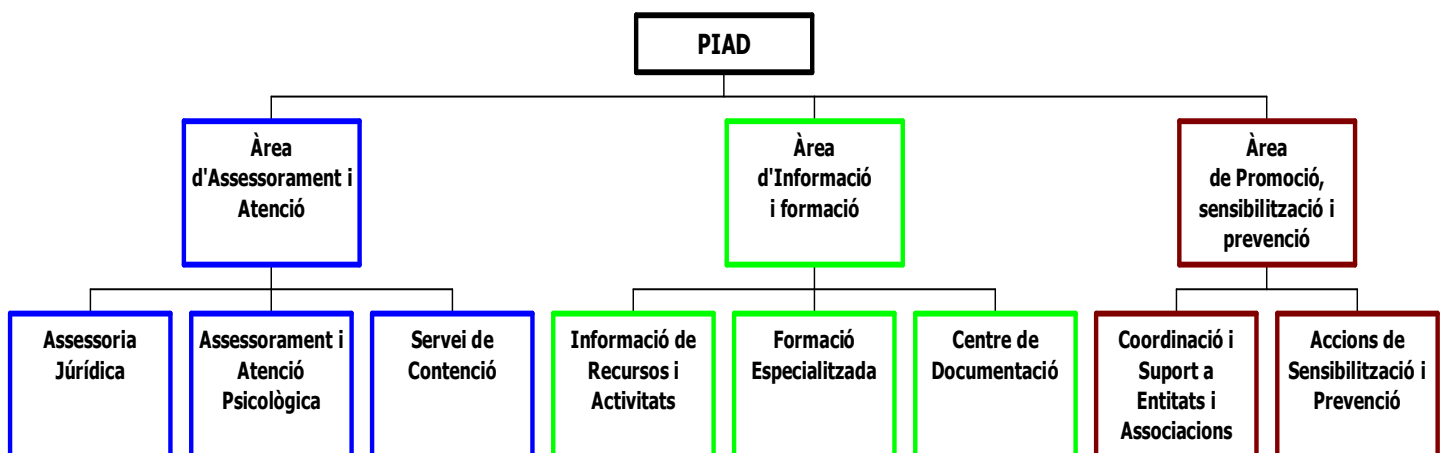 PIAD
Àrea
d'Assessorament i
Atenció
Àrea
d'Informació
i formació
Àrea
de Promoció,
sensibilització i
prevenció
Assessoria
Júrídica
Assessorament i
Atenció
Psicològica
Servei de
Contenció
Informació de
Recursos i
Activitats
Formació
Especialitzada
Centre de
Documentació
Coordinació i
Suport a
Entitats i
Associacions
Accions de
Sensibilització i
Prevenció